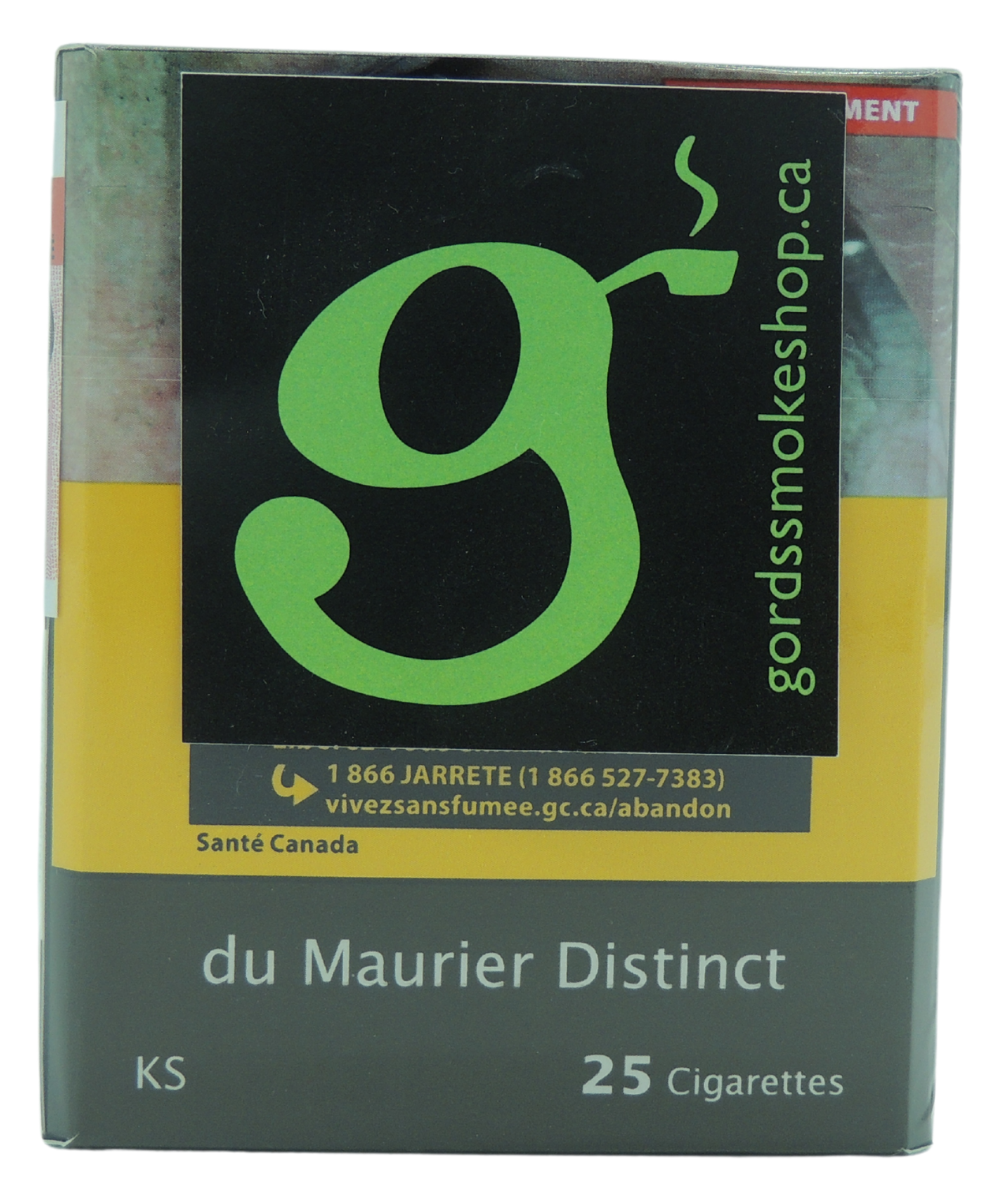 MENT
g
gordssmokeshop.ca
1 866 JARRETE (1 866 527-7383)
vivezsansfumee.gc.ca/abandon
Santé Canada
du Maurier Distinct
KS
25 Cigarettes